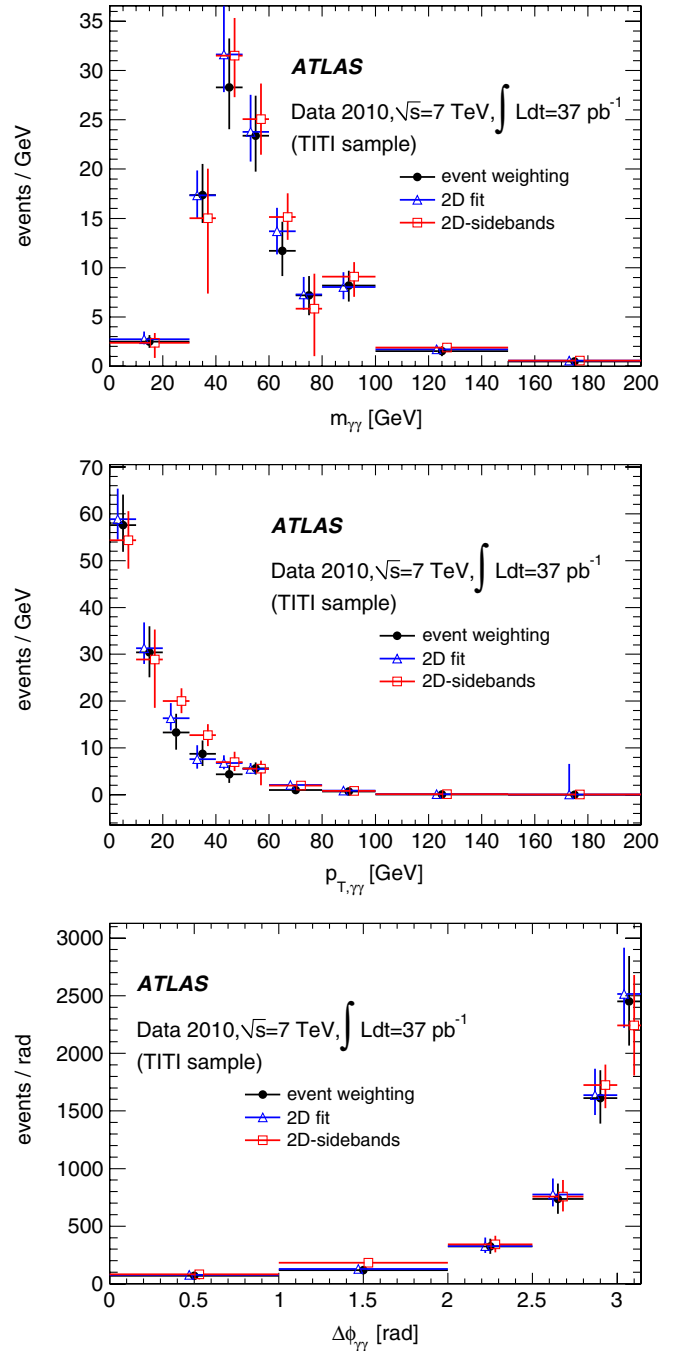 events / GeV
35
30
25
20
15
10
5
0
ATLAS
Data 2010,√s=7 TeV,∫ Ldt=37 pb⁻¹
(TITI sample)
event weighting
2D fit
2D-sidebands
0 20 40 60 80 100 120 140 160 180 200
mγγ [GeV]
events / GeV
70
60
50
40
30
20
10
0
ATLAS
Data 2010,√s=7 TeV,∫ Ldt=37 pb⁻¹
(TITI sample)
event weighting
2D fit
2D-sidebands
0 20 40 60 80 100 120 140 160 180 200
pT,γγ [GeV]
events / rad
3000
2500
2000
1500
1000
500
0
ATLAS
Data 2010,√s=7 TeV,∫ Ldt=37 pb⁻¹
(TITI sample)
event weighting
2D fit
2D-sidebands
0 0.5 1 1.5 2 2.5 3
Δϕγγ [rad]